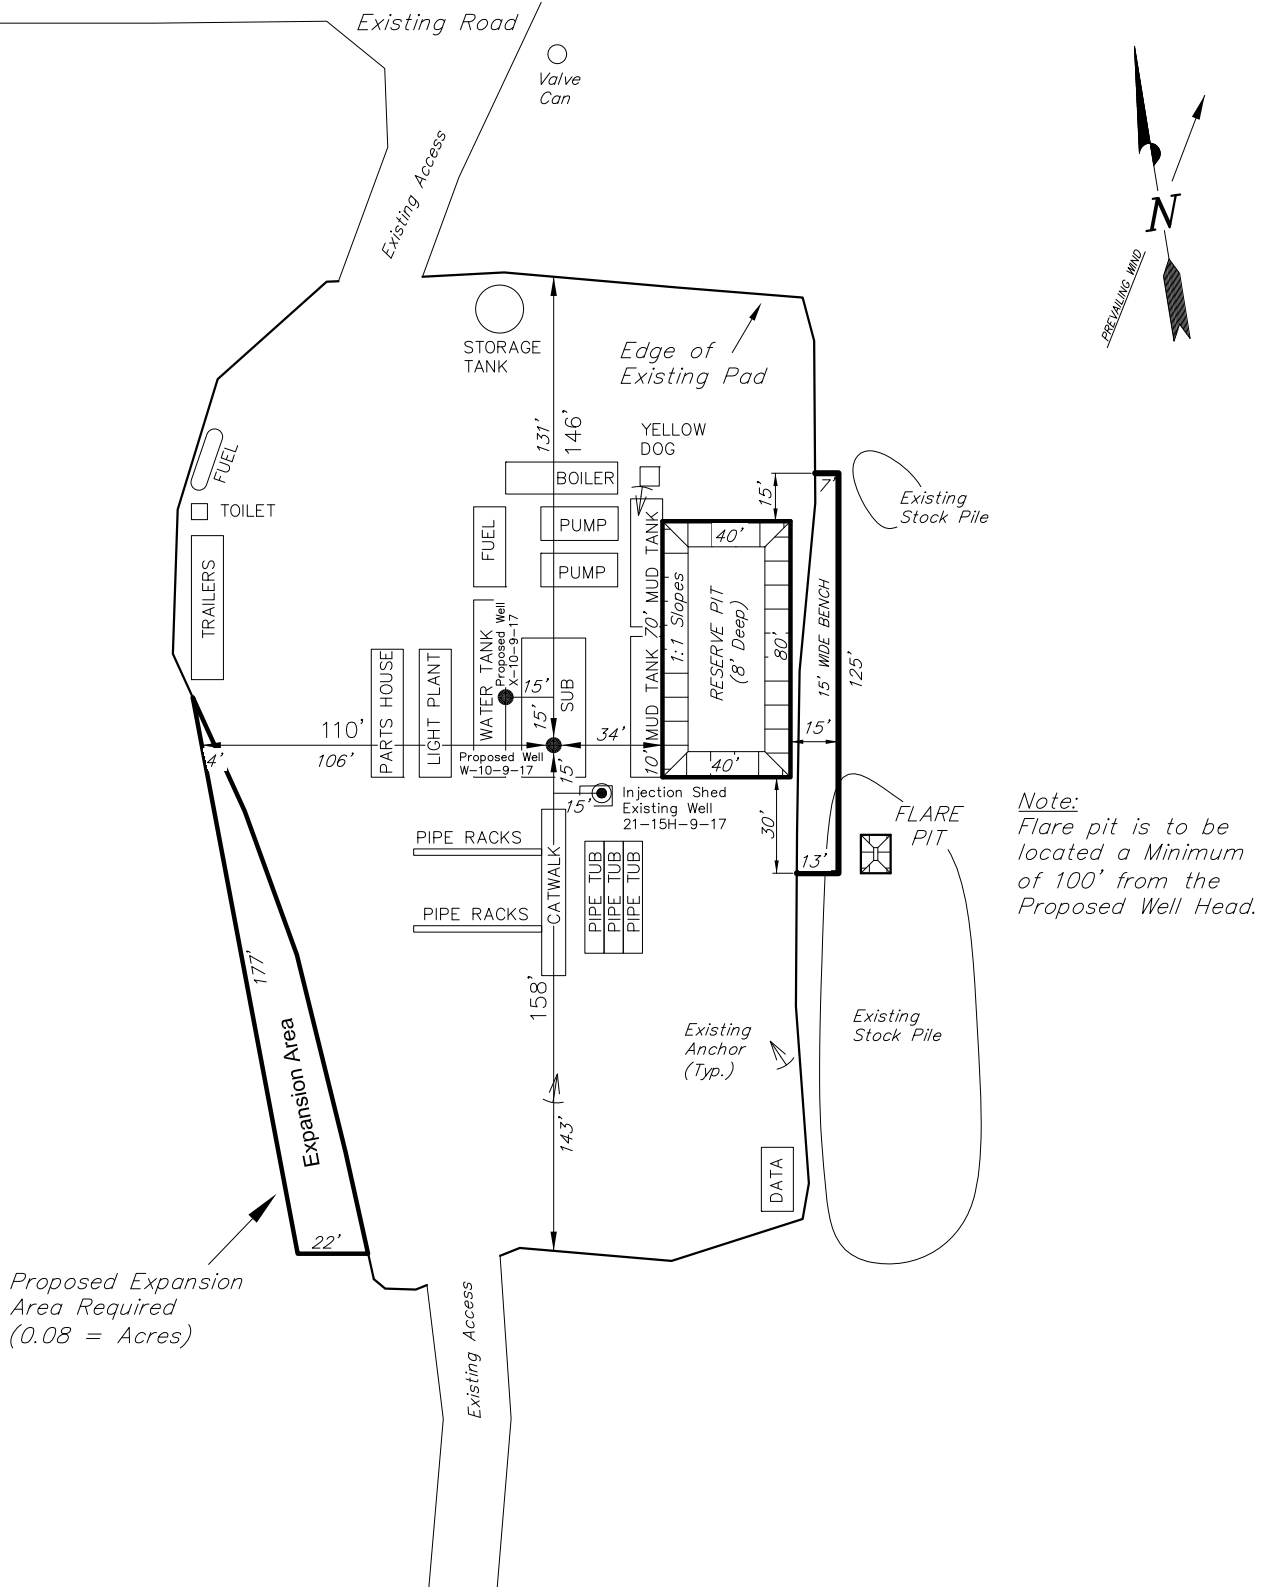 Existing Road
Valve
Can
Existing Access
N
PREVAILING WIND
STORAGE
TANK
Edge of
Existing Pad
131'
146'
YELLOW
DOG
FUEL
TOILET
TRAILERS
BOILER
PUMP
PUMP
FUEL
MUD TANK
70'
MUD TANK
10'
15'
7'
Existing
Stock Pile
40'
1:1 Slopes
RESERVE PIT
(8' Deep)
80'
15' WIDE BENCH
125'
40'
WATER TANK
Proposed Well
X-10-9-17
15'
15'
SUB
PARTS HOUSE
LIGHT PLANT
110'
106'
4'
34'
15'
Proposed Well
W-10-9-17
15'
15'
Injection Shed
Existing Well
21-15H-9-17
30'
13'
FLARE
PIT
Note:
Flare pit is to be
located a Minimum
of 100' from the
Proposed Well Head.
PIPE RACKS
PIPE RACKS
CATWALK
PIPE TUB
PIPE TUB
PIPE TUB
158'
143'
Existing
Anchor
(Typ.)
Existing
Stock Pile
DATA
177'
Expansion Area
22'
Proposed Expansion
Area Required
(0.08 = Acres)
Existing Access